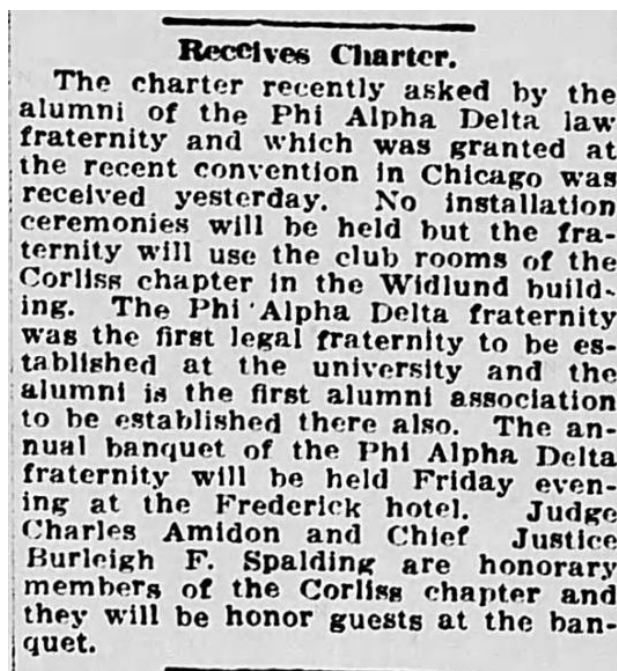 Receives Charter.
The charter recently asked by the
alumni of the Phi Alpha Delta law
fraternity and which was granted at
the recent convention in Chicago was
received yesterday. No installation
ceremonies will be held but the fra-
ternity will use the club rooms of the
Corliss chapter in the Widlund build-
ing. The Phi Alpha Delta fraternity
was the first legal fraternity to be es-
tablished at the university and the
alumni is the first alumni association
to be established there also. The an-
nual banquet of the Phi Alpha Delta
fraternity will be held Friday even-
ing at the Frederick hotel. Judge
Charles Amidon and Chief Justice
Burleigh F. Spalding are honorary
members of the Corliss chapter and
they will be honor guests at the ban-
quet.